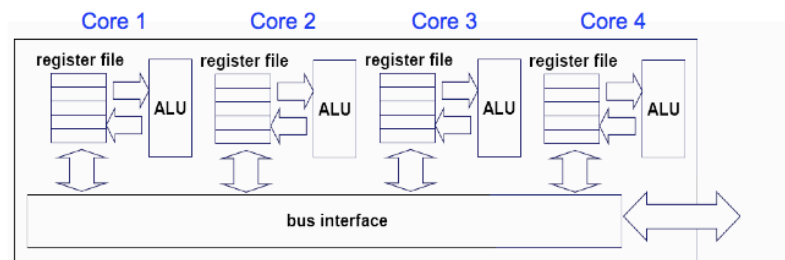 Core 1 Core 2 Core 3 Core 4
register file register file register file register file
ALU ALU ALU ALU
bus interface